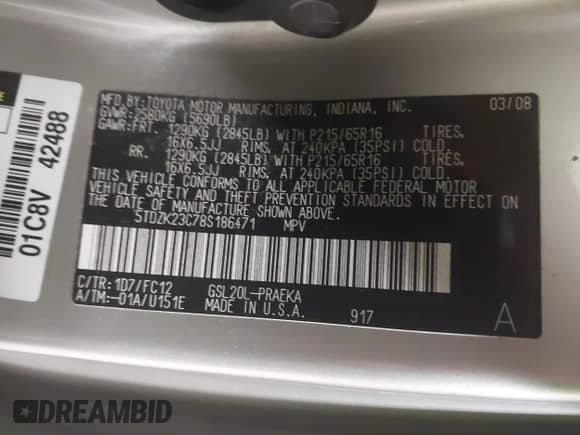 MFD. BY: TOYOTA MOTOR MANUFACTURING, INDIANA, INC. 03/08
GVWR: 2580KG (5690LB)
GAWR: FRT. 1290KG (2845LB) WITH P215/65R16 TIRES,
16X6.5JJ RIMS, AT 240KPA (35PSI) COLD.
RR. 1290KG (2845LB) WITH P215/65R16 TIRES,
16X6.5JJ RIMS, AT 240KPA (35PSI) COLD.
THIS VEHICLE CONFORMS TO ALL APPLICABLE FEDERAL MOTOR
VEHICLE SAFETY AND THEFT PREVENTION STANDARDS IN EFFECT ON
THE DATE OF MANUFACTURE SHOWN ABOVE.
5TDZK23C78S186471 MPV
C/TR: 1D7/FC12 GSL20L-PRAEKA
A/TM:-01A/U151E MADE IN U.S.A. 917 A
01C8V 42488
DREAMBID